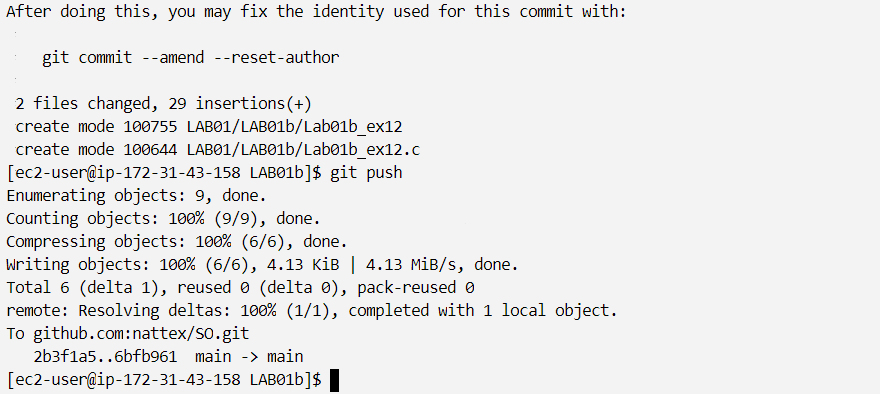 After doing this, you may fix the identity used for this commit with:
git commit --amend --reset-author
2 files changed, 29 insertions(+)
create mode 100755 LAB01/LAB01b/Lab01b_ex12
create mode 100644 LAB01/LAB01b/Lab01b_ex12.c
[ec2-user@ip-172-31-43-158 LAB01b]$ git push
Enumerating objects: 9, done.
Counting objects: 100% (9/9), done.
Compressing objects: 100% (6/6), done.
Writing objects: 100% (6/6), 4.13 KiB | 4.13 MiB/s, done.
Total 6 (delta 1), reused 0 (delta 0), pack-reused 0
remote: Resolving deltas: 100% (1/1), completed with 1 local object.
To github.com:nattex/SO.git
2b3f1a5..6bfb961  main -> main
[ec2-user@ip-172-31-43-158 LAB01b]$